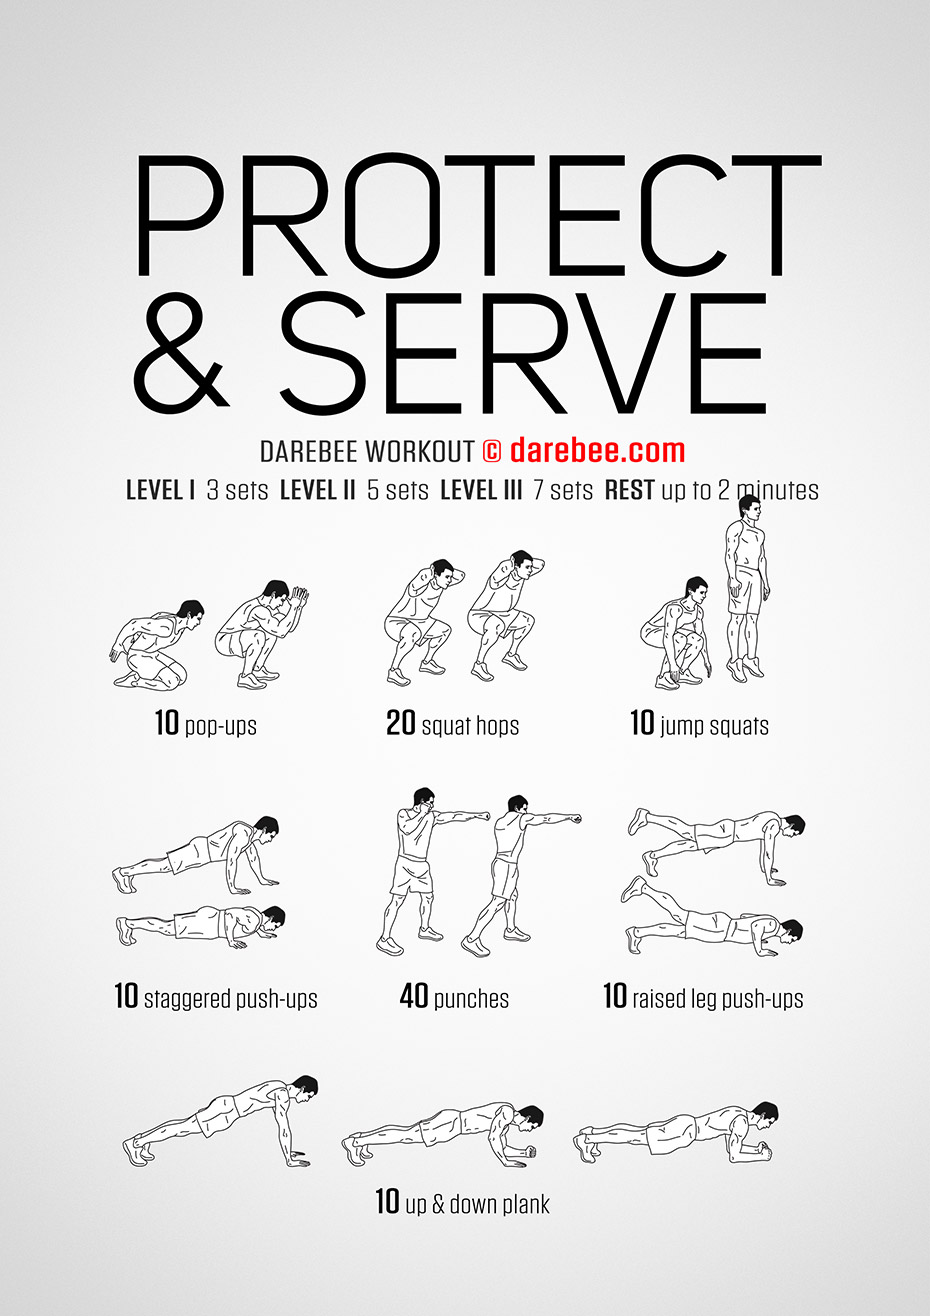 PROTECT
& SERVE
DAREBEE WORKOUT © darebee.com
LEVEL I 3 sets LEVEL II 5 sets LEVEL III 7 sets REST up to 2 minutes
10 pop-ups
20 squat hops
10 jump squats
10 staggered push-ups
40 punches
10 raised leg push-ups
10 up & down plank